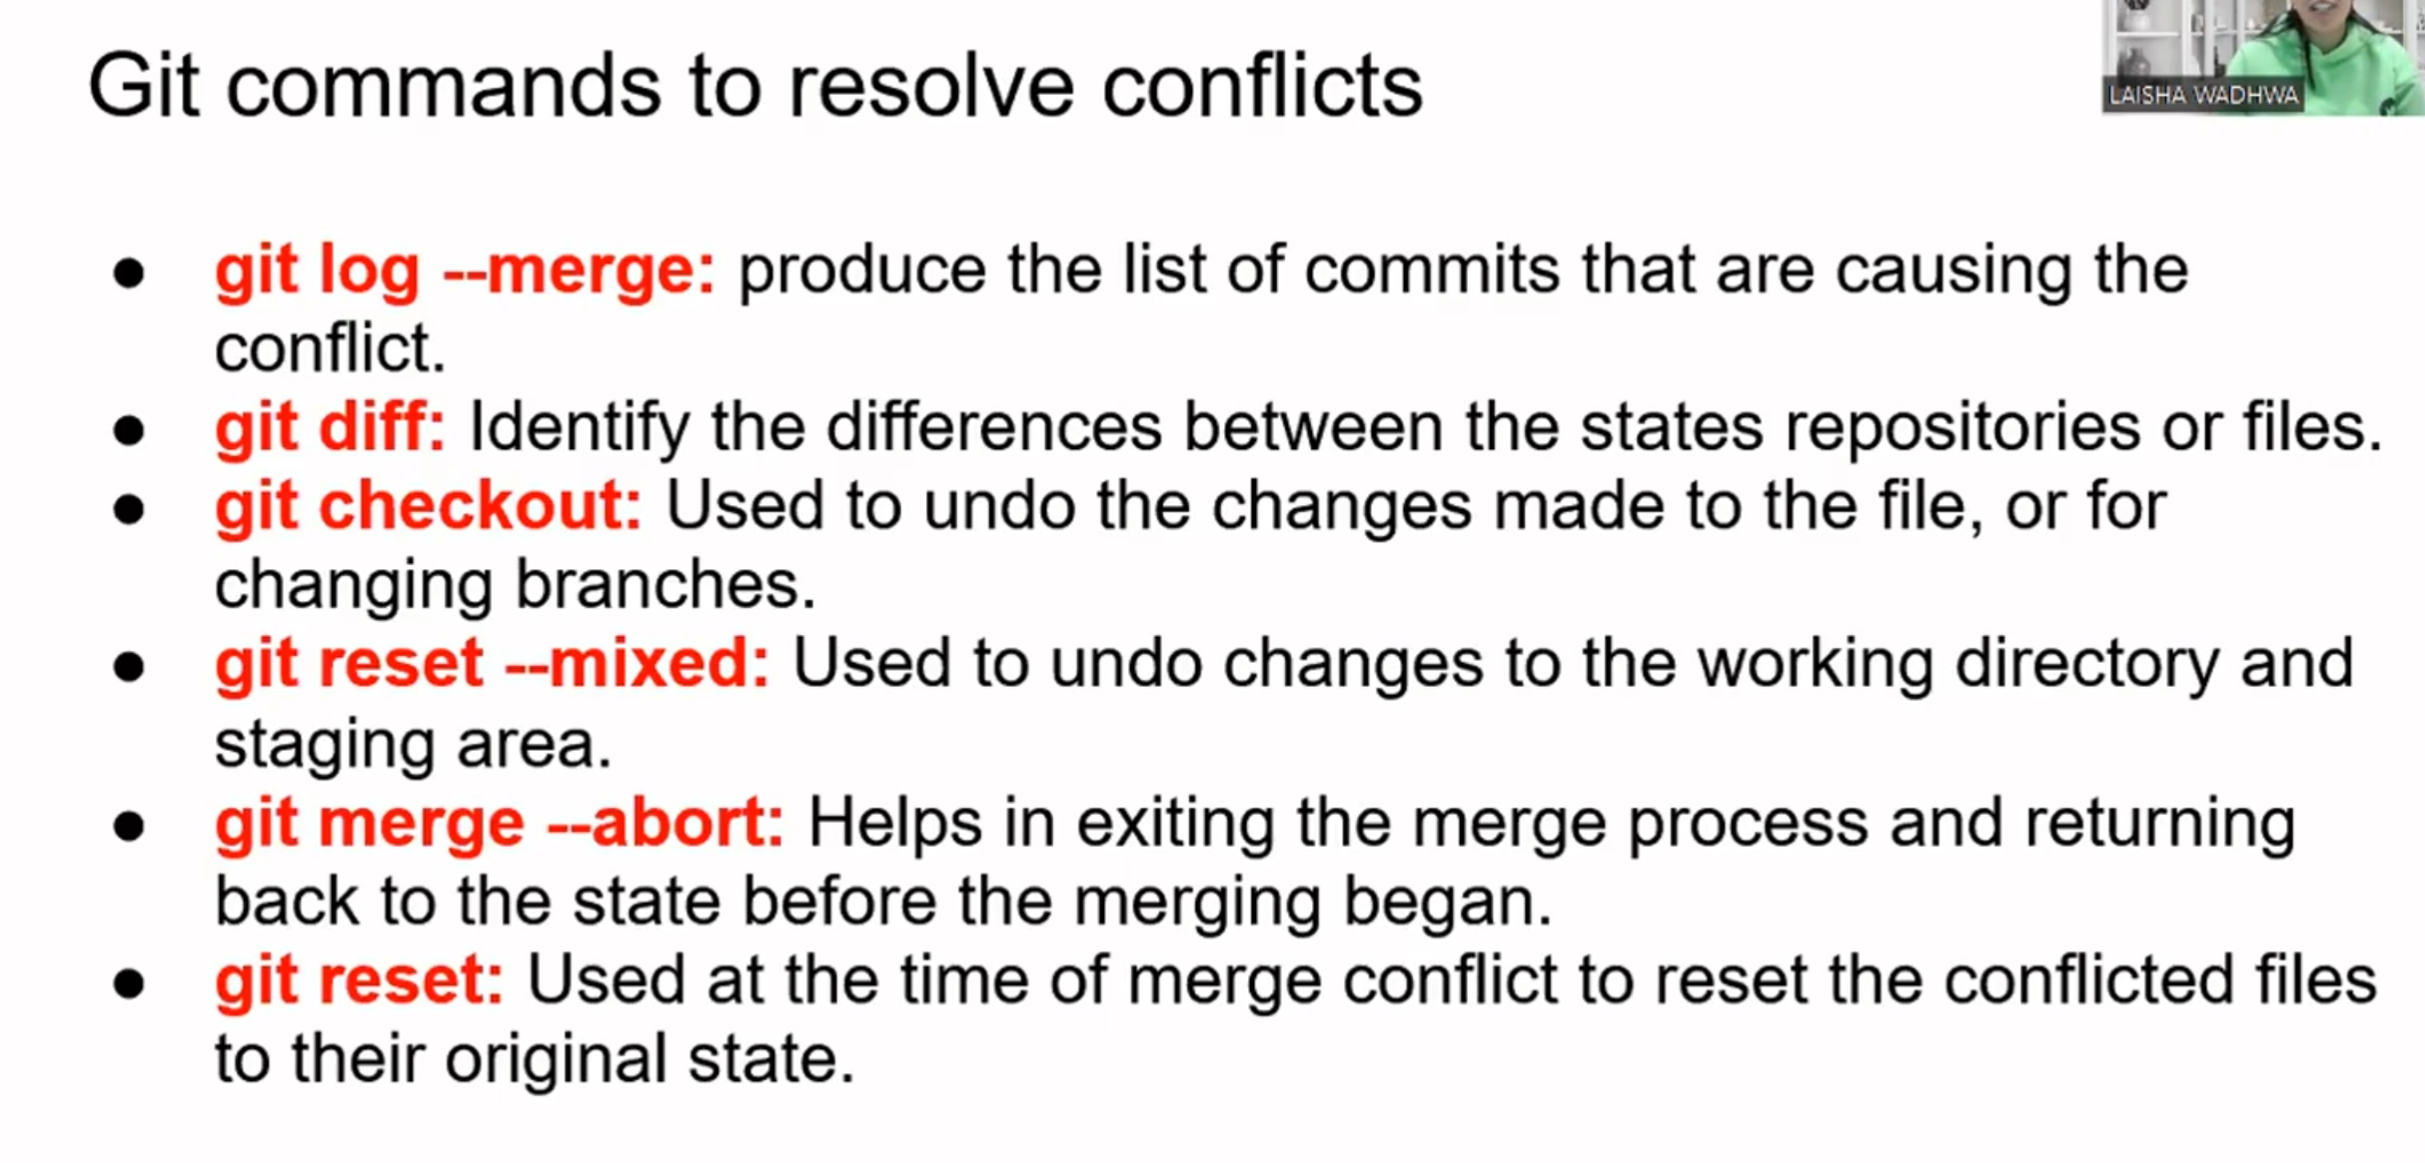 Git commands to resolve conflicts
LAISHA WADHWA
● git log --merge: produce the list of commits that are causing the
conflict.
● git diff: Identify the differences between the states repositories or files.
● git checkout: Used to undo the changes made to the file, or for
changing branches.
● git reset --mixed: Used to undo changes to the working directory and
staging area.
● git merge --abort: Helps in exiting the merge process and returning
back to the state before the merging began.
● git reset: Used at the time of merge conflict to reset the conflicted files
to their original state.